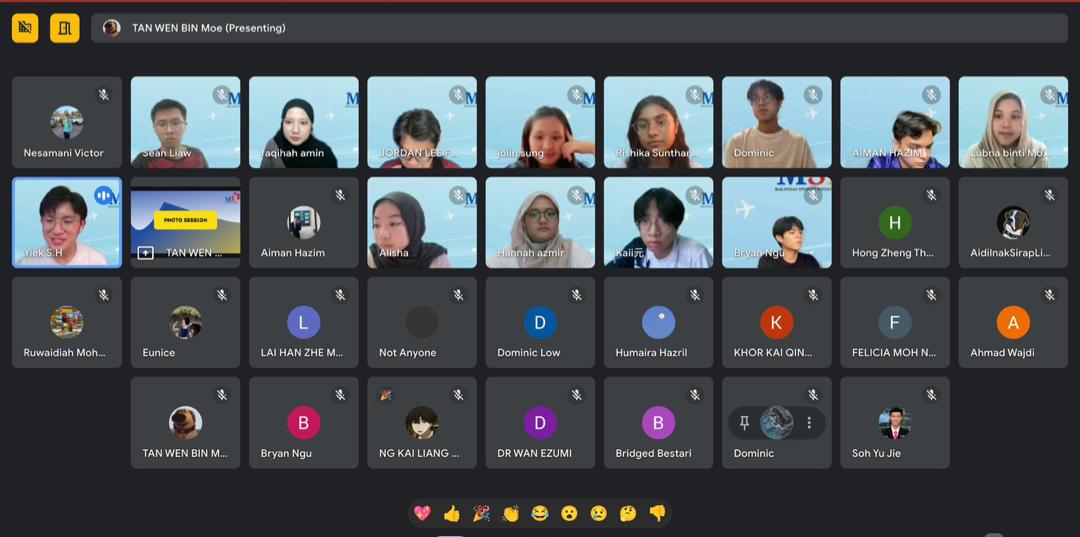 TAN WEN BIN Moe (Presenting)
Nesamani Victor
Sean Liaw
faqihah amin
JORDAN LEE F...
jolin sung
Rishika Sunthar...
Dominic
AIMAN HAZIM...
Lubna binti Mo...
Yiek S.H
PHOTO SESSION
TAN WEN ...
Aiman Hazim
Alisha
Hannah azmir
Kaii元
Bryan Ngu
H
Hong Zheng Th...
AidilnakSirapLi...
Ruwaidiah Moh...
Eunice
L
LAI HAN ZHE M...
Not Anyone
D
Dominic Low
Humaira Hazril
K
KHOR KAI QIN...
F
FELICIA MOH N...
A
Ahmad Wajdi
TAN WEN BIN M...
B
Bryan Ngu
NG KAI LIANG ...
D
DR WAN EZUMI
B
Bridged Bestari
Dominic
Soh Yu Jie